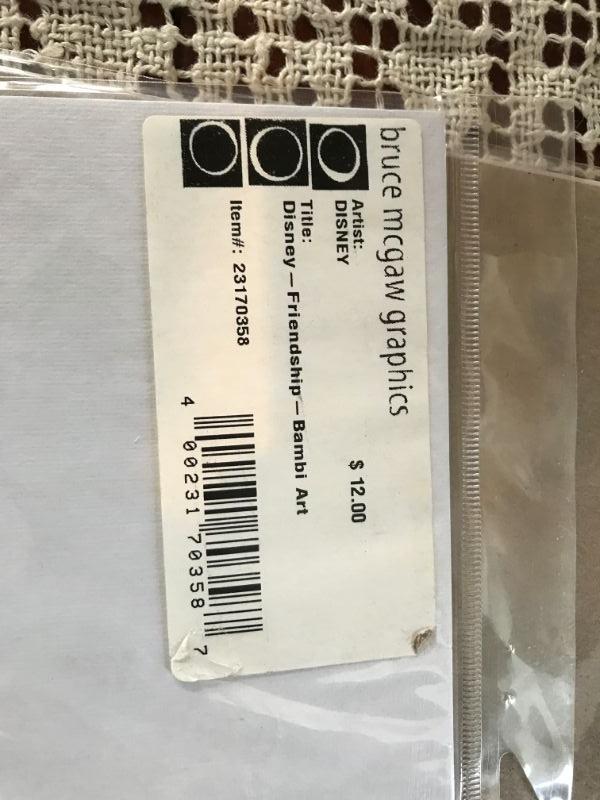 bruce mcgaw graphics
Artist:
DISNEY
$ 12.00
Title:
Disney—Friendship—Bambi Art
Item#: 23170358
4 00231 70358 7